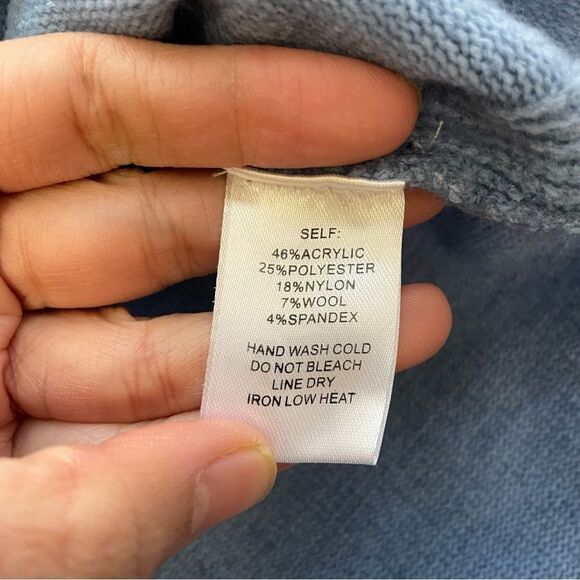 SELF:
46%ACRYLIC
25%POLYESTER
18%NYLON
7%WOOL
4%SPANDEX
HAND WASH COLD
DO NOT BLEACH
LINE DRY
IRON LOW HEAT